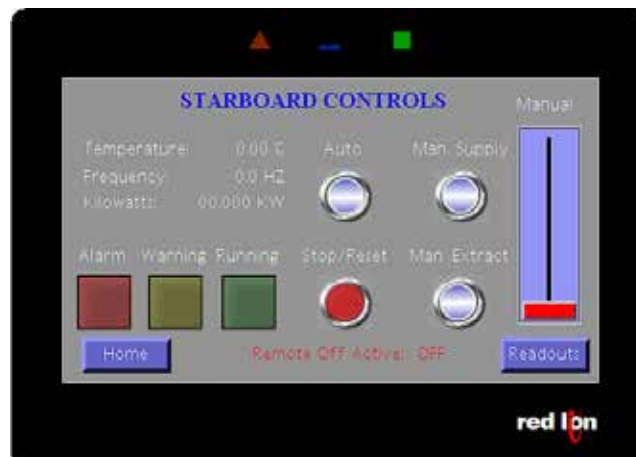 STARBOARD CONTROLS
Manual
Temperature: 0.00 C
Frequency: 0.0 HZ
Kilowatts: 00.000 KW
Auto
Man. Supply
Alarm Warning Running
Stop/Reset
Man. Extract
Home
Remote Off Active: OFF
Readouts
red lion